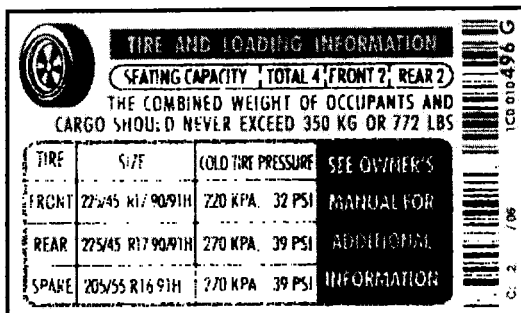 TIRE AND LOADING INFORMATION
SEATING CAPACITY TOTAL 4 FRONT 2 REAR 2
THE COMBINED WEIGHT OF OCCUPANTS AND
CARGO SHOULD NEVER EXCEED 350 KG OR 772 LBS
TIRE SIZE COLD TIRE PRESSURE SEE OWNER'S
FRONT 225/45 R17 90/91H 220 KPA, 32 PSI MANUAL FOR
REAR 225/45 R17 90/91H 270 KPA, 39 PSI ADDITIONAL
SPARE 205/55 R16 91H 270 KPA 39 PSI INFORMATION
1C0 010 496 G